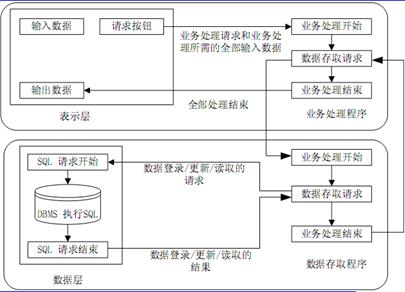 输入数据
请求按钮
业务处理开始
业务处理请求和业务处
理所需的全部输入数据
数据存取请求
输出数据
全部处理结束
业务处理结束
表示层
业务处理程序
SQL 请求开始
数据登录/更新/读取的
请求
业务处理开始
DBMS 执行SQL
数据存取请求
SQL 请求结束
数据登录/更新/读取的
结果
业务处理结束
数据层
数据存取程序